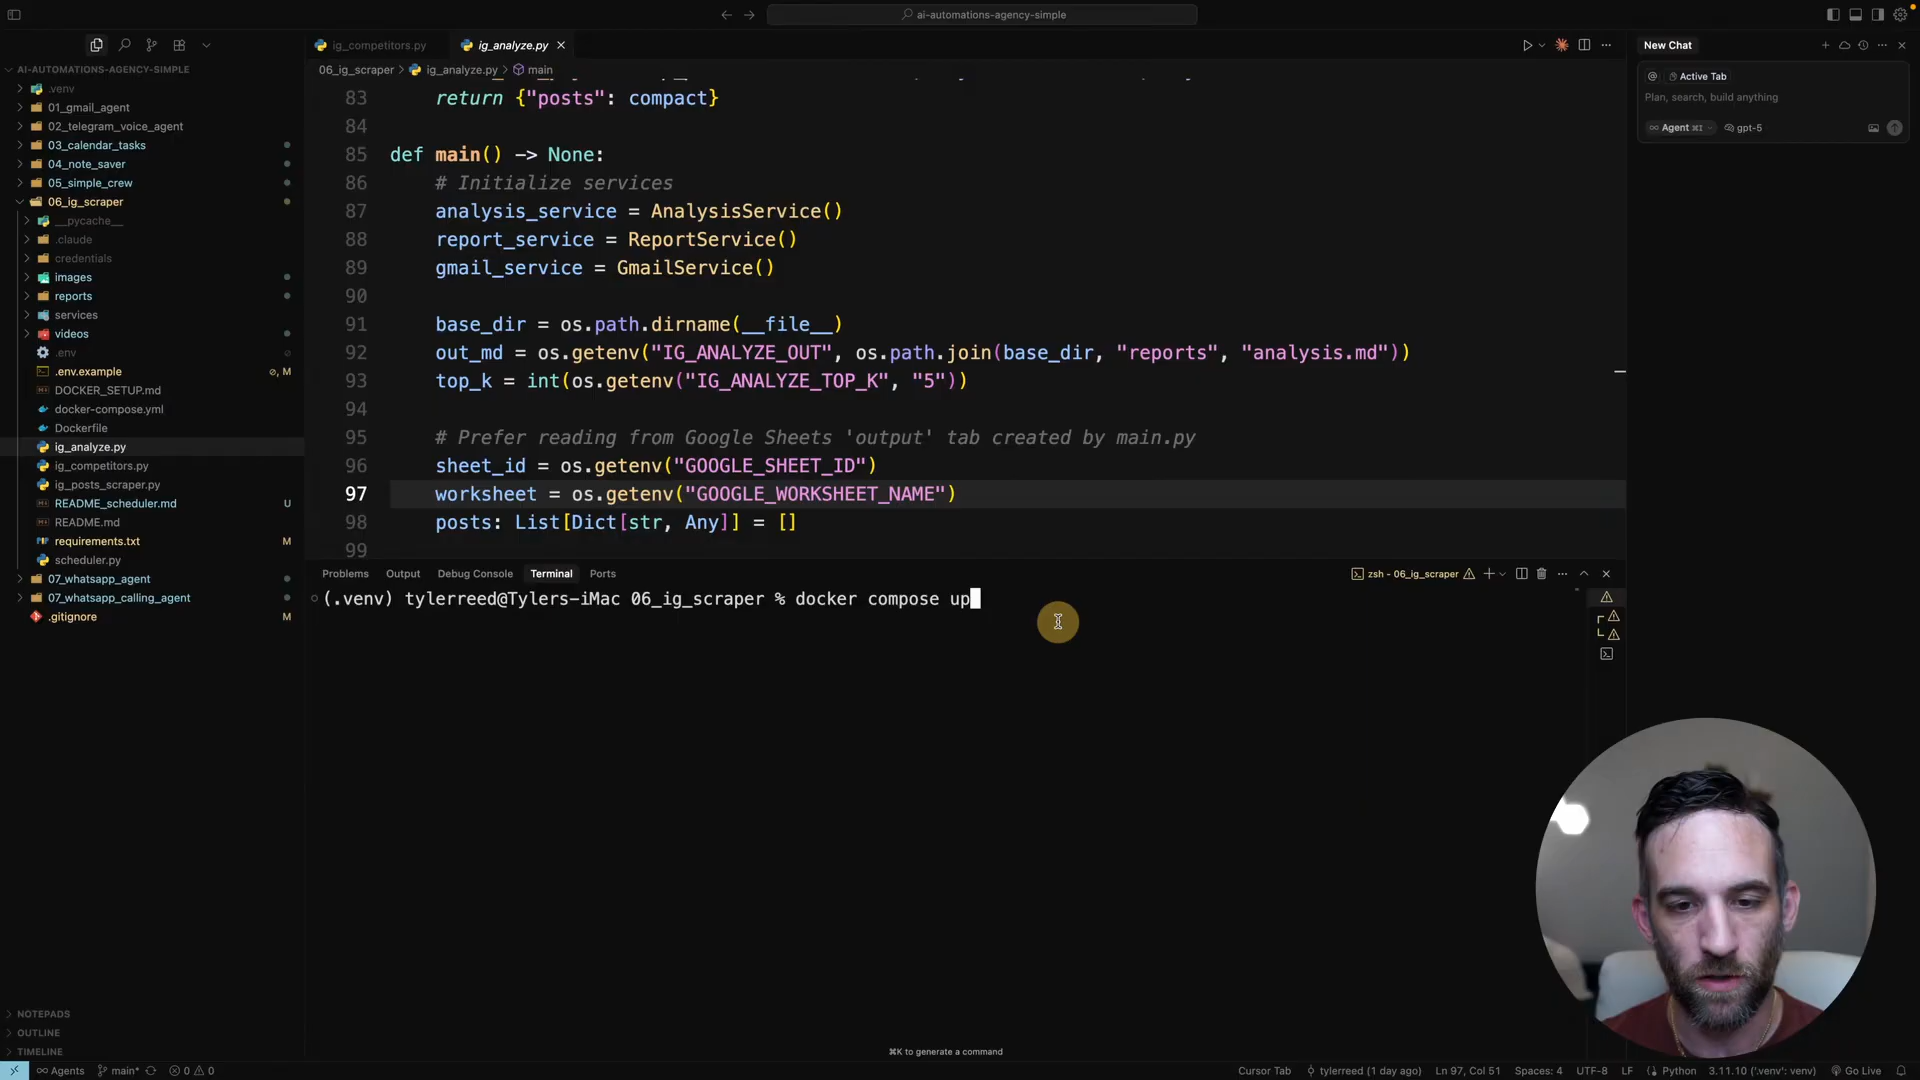 ai-automations-agency-simple
AI-AUTOMATIONS-AGENCY-SIMPLE
.venv
01_gmail_agent
02_telegram_voice_agent
03_calendar_tasks
04_note_saver
05_simple_crew
06_ig_scraper
__pycache__
.claude
credentials
images
reports
services
videos
.env
.env.example
M
DOCKER_SETUP.md
docker-compose.yml
Dockerfile
ig_analyze.py
ig_competitors.py
ig_posts_scraper.py
README_scheduler.md
U
README.md
requirements.txt
M
scheduler.py
07_whatsapp_agent
07_whatsapp_calling_agent
.gitignore
M
NOTEPADS
OUTLINE
TIMELINE
ig_competitors.py
ig_analyze.py
06_ig_scraper > ig_analyze.py > main
83 return {"posts": compact}
84
85 def main() -> None:
86 # Initialize services
87 analysis_service = AnalysisService()
88 report_service = ReportService()
89 gmail_service = GmailService()
90
91 base_dir = os.path.dirname(__file__)
92 out_md = os.getenv("IG_ANALYZE_OUT", os.path.join(base_dir, "reports", "analysis.md"))
93 top_k = int(os.getenv("IG_ANALYZE_TOP_K", "5"))
94
95 # Prefer reading from Google Sheets 'output' tab created by main.py
96 sheet_id = os.getenv("GOOGLE_SHEET_ID")
97 worksheet = os.getenv("GOOGLE_WORKSHEET_NAME")
98 posts: List[Dict[str, Any]] = []
99
Problems Output Debug Console Terminal Ports
zsh - 06_ig_scraper
(.venv) tylerreed@Tylers-iMac 06_ig_scraper % docker compose up
⌘K to generate a command
New Chat
@ Active Tab
Plan, search, build anything
∞ Agent ⌘I gpt-5
Agents main* 0 0
Cursor Tab tylerreed (1 day ago) Ln 97, Col 51 Spaces: 4 UTF-8 LF Python 3.11.10 ('.venv': venv) Go Live